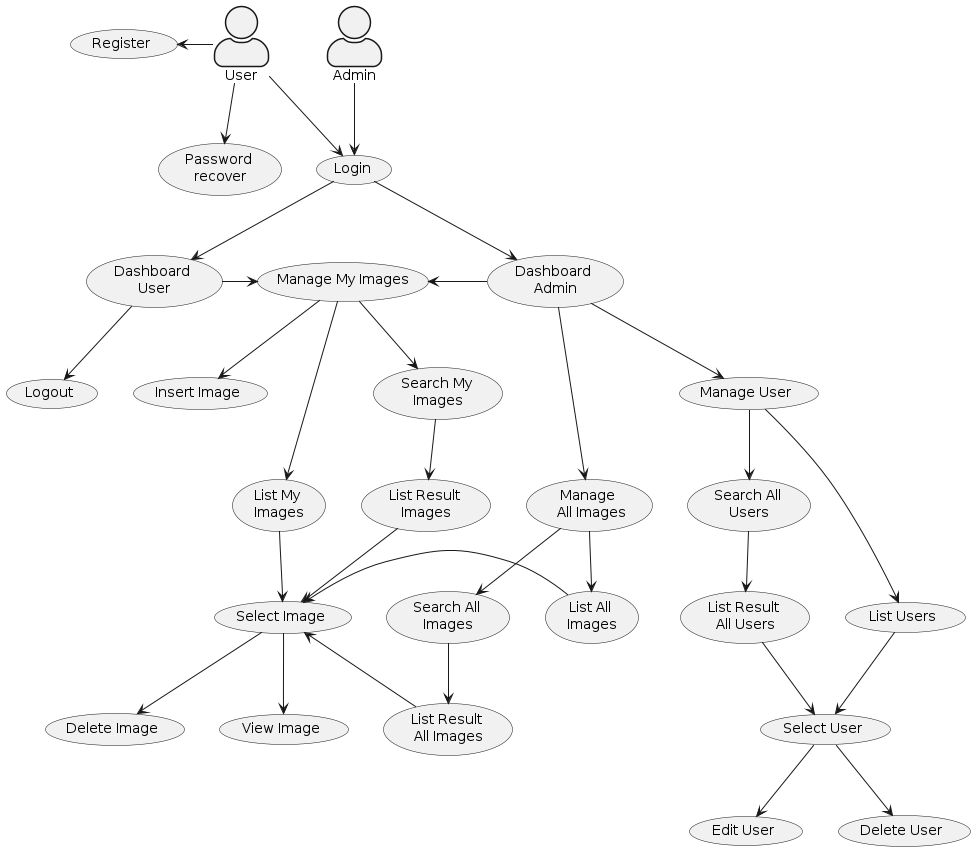 Register
User
Admin
Password
recover
Login
Dashboard
User
Manage My Images
Dashboard
Admin
Logout
Insert Image
Search My
Images
Manage User
List My
Images
List Result
Images
Manage
All Images
Search All
Users
Select Image
Search All
Images
List All
Images
List Result
All Users
List Users
Delete Image
View Image
List Result
All Images
Select User
Edit User
Delete User